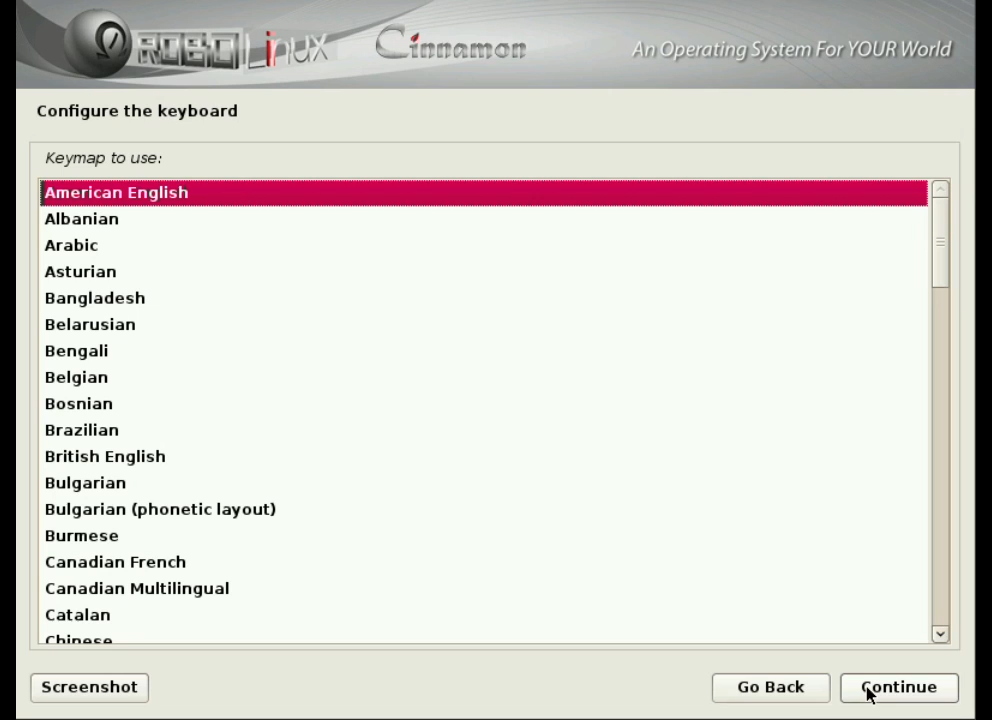 ROBOLinux Cinnamon An Operating System For YOUR World
Configure the keyboard
Keymap to use:
American English
Albanian
Arabic
Asturian
Bangladesh
Belarusian
Bengali
Belgian
Bosnian
Brazilian
British English
Bulgarian
Bulgarian (phonetic layout)
Burmese
Canadian French
Canadian Multilingual
Catalan
Chinese
Screenshot Go Back Continue